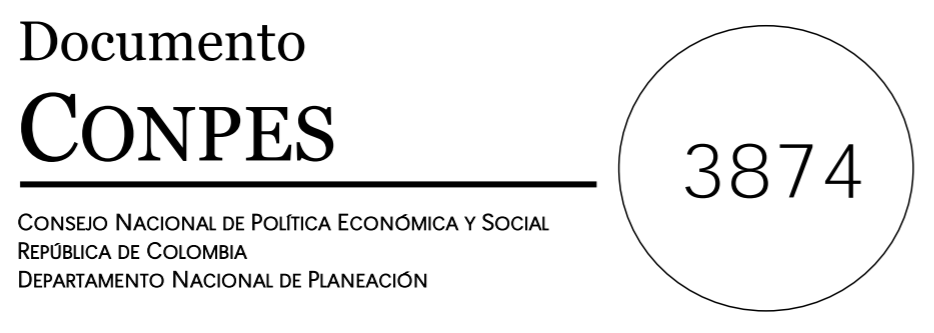 Documento
CONPES
CONSEJO NACIONAL DE POLÍTICA ECONÓMICA Y SOCIAL
REPÚBLICA DE COLOMBIA
DEPARTAMENTO NACIONAL DE PLANEACIÓN
3874